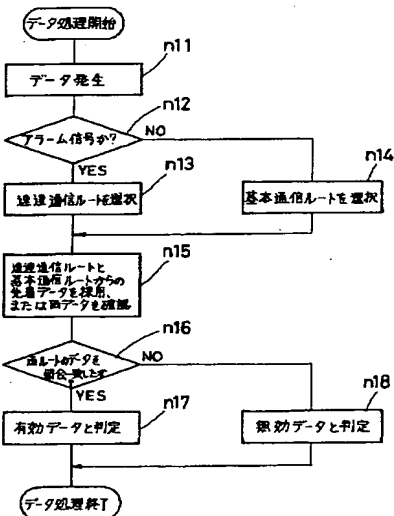 データ処理開始
n11
データ発生
n12
アラーム信号か?
NO
YES
n13
n14
速達通信ルートを選択
基本通信ルートを選択
n15
速達通信ルートと
基本通信ルートからの
先着データを採用、
または両データを確認
n16
両ルートのデータを
照合一致したか
NO
YES
n17
n18
有効データと判定
無効データと判定
データ処理終了